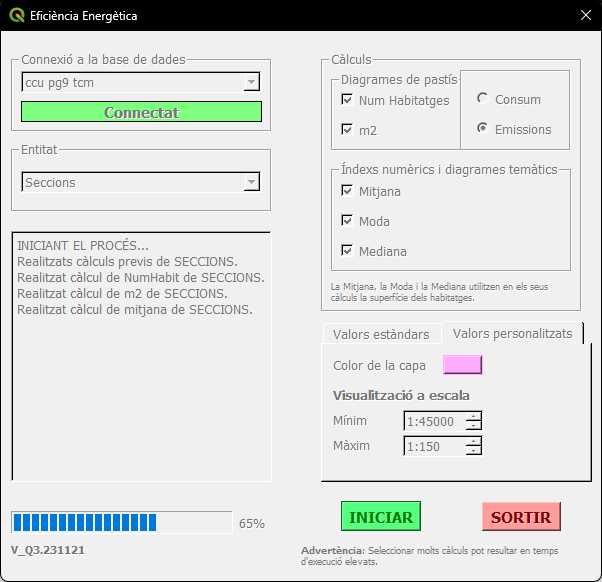 Eficiència Energètica
Connexió a la base de dades
ccu pg9 tcm
Connectat
Entitat
Seccions
INICIANT EL PROCÉS...
Realitzats càlculs previs de SECCIONS.
Realitzat càlcul de NumHabit de SECCIONS.
Realitzat càlcul de m2 de SECCIONS.
Realitzat càlcul de mitjana de SECCIONS.
65%
V_Q3.231121
Càlculs
Diagrames de pastís
Num Habitatges
m2
Consum
Emissions
Índexs numèrics i diagrames temàtics
Mitjana
Moda
Mediana
La Mitjana, la Moda i la Mediana utilitzen en els seus
càlculs la superfície dels habitages.
Valors estàndars
Valors personalitzats
Color de la capa
Visualització a escala
Mínim
1:45000
Màxim
1:150
INICIAR
SORTIR
Advertència: Seleccionar molts càlculs pot resultar en temps
d'execució elevats.